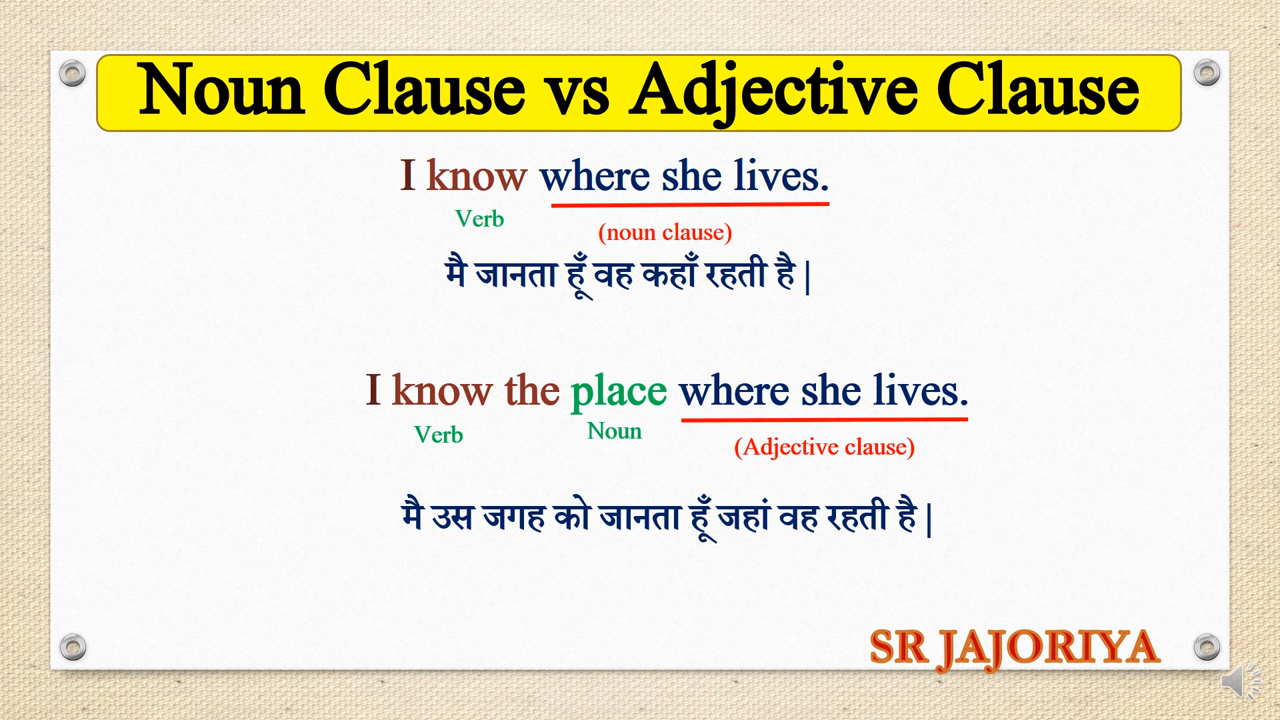 Noun Clause vs Adjective Clause
I know where she lives.
Verb
(noun clause)
मै जानता हूँ वह कहाँ रहती है |
I know the place where she lives.
Verb
Noun
(Adjective clause)
मै उस जगह को जानता हूँ जहां वह रहती है |
SR JAJORIYA